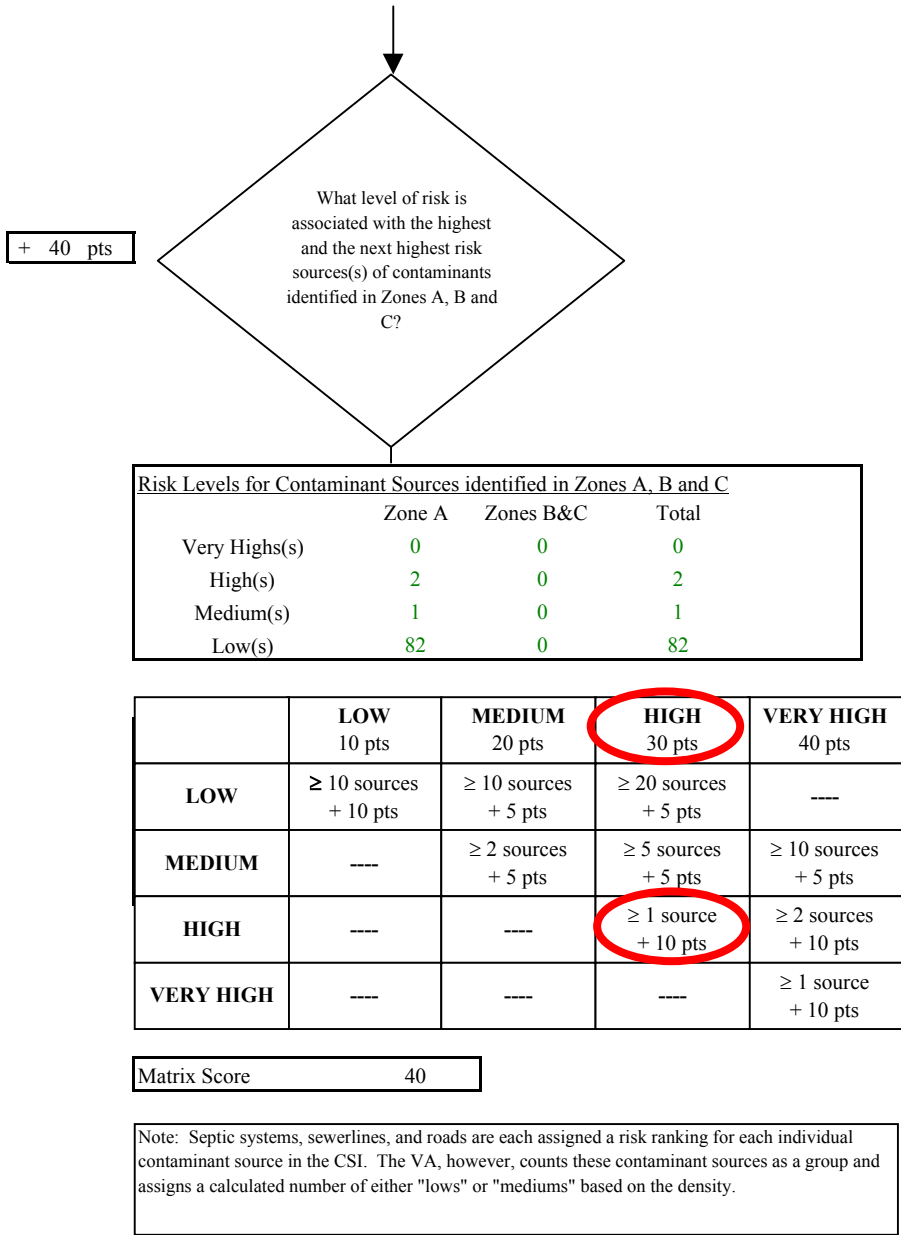 What level of risk is
associated with the highest
and the next highest risk
sources(s) of contaminants
identified in Zones A, B and
C?
+ 40 pts
Risk Levels for Contaminant Sources identified in Zones A, B and C
Zone A Zones B&C Total
Very Highs(s) 0 0 0
High(s) 2 0 2
Medium(s) 1 0 1
Low(s) 82 0 82
LOW MEDIUM HIGH VERY HIGH
10 pts 20 pts 30 pts 40 pts
LOW ≥ 10 sources ≥ 10 sources ≥ 20 sources ----
+ 10 pts + 5 pts + 5 pts
MEDIUM ---- ≥ 2 sources ≥ 5 sources ≥ 10 sources
+ 5 pts + 5 pts + 5 pts
HIGH ---- ---- ≥ 1 source ≥ 2 sources
+ 10 pts + 10 pts
VERY HIGH ---- ---- ---- ≥ 1 source
+ 10 pts
Matrix Score 40
Note: Septic systems, sewerlines, and roads are each assigned a risk ranking for each individual
contaminant source in the CSI. The VA, however, counts these contaminant sources as a group and
assigns a calculated number of either "lows" or "mediums" based on the density.